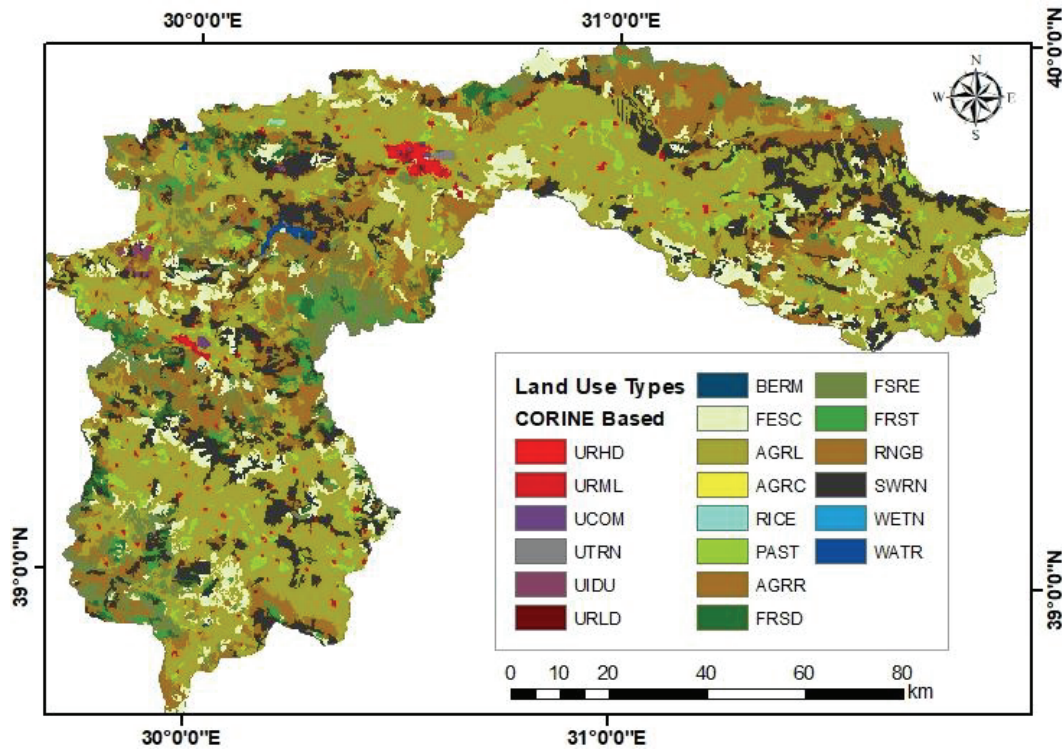 30°0'0"E 31°0'0"E
40°0'0"N
N
W E
S
Land Use Types
CORINE Based
URHD
URML
UCOM
UTRN
UIDU
URLD
BERM
FESC
AGRL
AGRC
RICE
PAST
AGRR
FRSD
FSRE
FRST
RNGB
SWRN
WETN
WATR
39°0'0"N 39°0'0"N
0 10 20 40 60 80
km
30°0'0"E 31°0'0"E